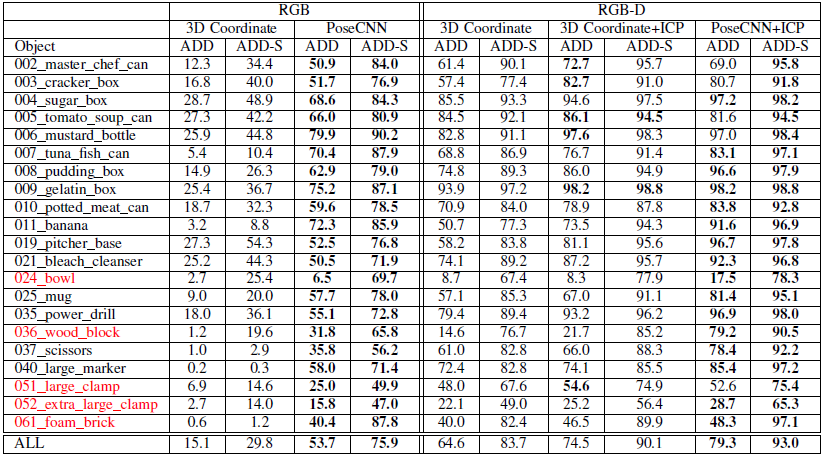 RGB RGB-D
3D Coordinate PoseCNN 3D Coordinate 3D Coordinate+ICP PoseCNN+ICP
Object ADD ADD-S ADD ADD-S ADD ADD-S ADD ADD-S ADD ADD-S
002_master_chef_can 12.3 34.4 50.9 84.0 61.4 90.1 72.7 95.7 69.0 95.8
003_cracker_box 16.8 40.0 51.7 76.9 57.4 77.4 82.7 91.0 80.7 91.8
004_sugar_box 28.7 48.9 68.6 84.3 85.5 93.3 94.6 97.5 97.2 98.2
005_tomato_soup_can 27.3 42.2 66.0 80.9 84.5 92.1 86.1 94.5 81.6 94.5
006_mustard_bottle 25.9 44.8 79.9 90.2 82.8 91.1 97.6 98.3 97.0 98.4
007_tuna_fish_can 5.4 10.4 70.4 87.9 68.8 86.9 76.7 91.4 83.1 97.1
008_pudding_box 14.9 26.3 62.9 79.0 74.8 89.3 86.0 94.9 96.6 97.9
009_gelatin_box 25.4 36.7 75.2 87.1 93.9 97.2 98.2 98.8 98.2 98.8
010_potted_meat_can 18.7 32.3 59.6 78.5 70.9 84.0 78.9 87.8 83.8 92.8
011_banana 3.2 8.8 72.3 85.9 50.7 77.3 73.5 94.3 91.6 96.9
019_pitcher_base 27.3 54.3 52.5 76.8 58.2 83.8 81.1 95.6 96.7 97.8
021_bleach_cleanser 25.2 44.3 50.5 71.9 74.1 89.2 87.2 95.7 92.3 96.8
024_bowl 2.7 25.4 6.5 69.7 8.7 67.4 8.3 77.9 17.5 78.3
025_mug 9.0 20.0 57.7 78.0 57.1 85.3 67.0 91.1 81.4 95.1
035_power_drill 18.0 36.1 55.1 72.8 79.4 89.4 93.2 96.2 96.9 98.0
036_wood_block 1.2 19.6 31.8 65.8 14.6 76.7 21.7 85.2 79.2 90.5
037_scissors 1.0 2.9 35.8 56.2 61.0 82.8 66.0 88.3 78.4 92.2
040_large_marker 0.2 0.3 58.0 71.4 72.4 82.8 74.1 85.5 85.4 97.2
051_large_clamp 6.9 14.6 25.0 49.9 48.0 67.6 54.6 74.9 52.6 75.4
052_extra_large_clamp 2.7 14.0 15.8 47.0 22.1 49.0 25.2 56.4 28.7 65.3
061_foam_brick 0.6 1.2 40.4 87.8 40.0 82.4 46.5 89.9 48.3 97.1
ALL 15.1 29.8 53.7 75.9 64.6 83.7 74.5 90.1 79.3 93.0